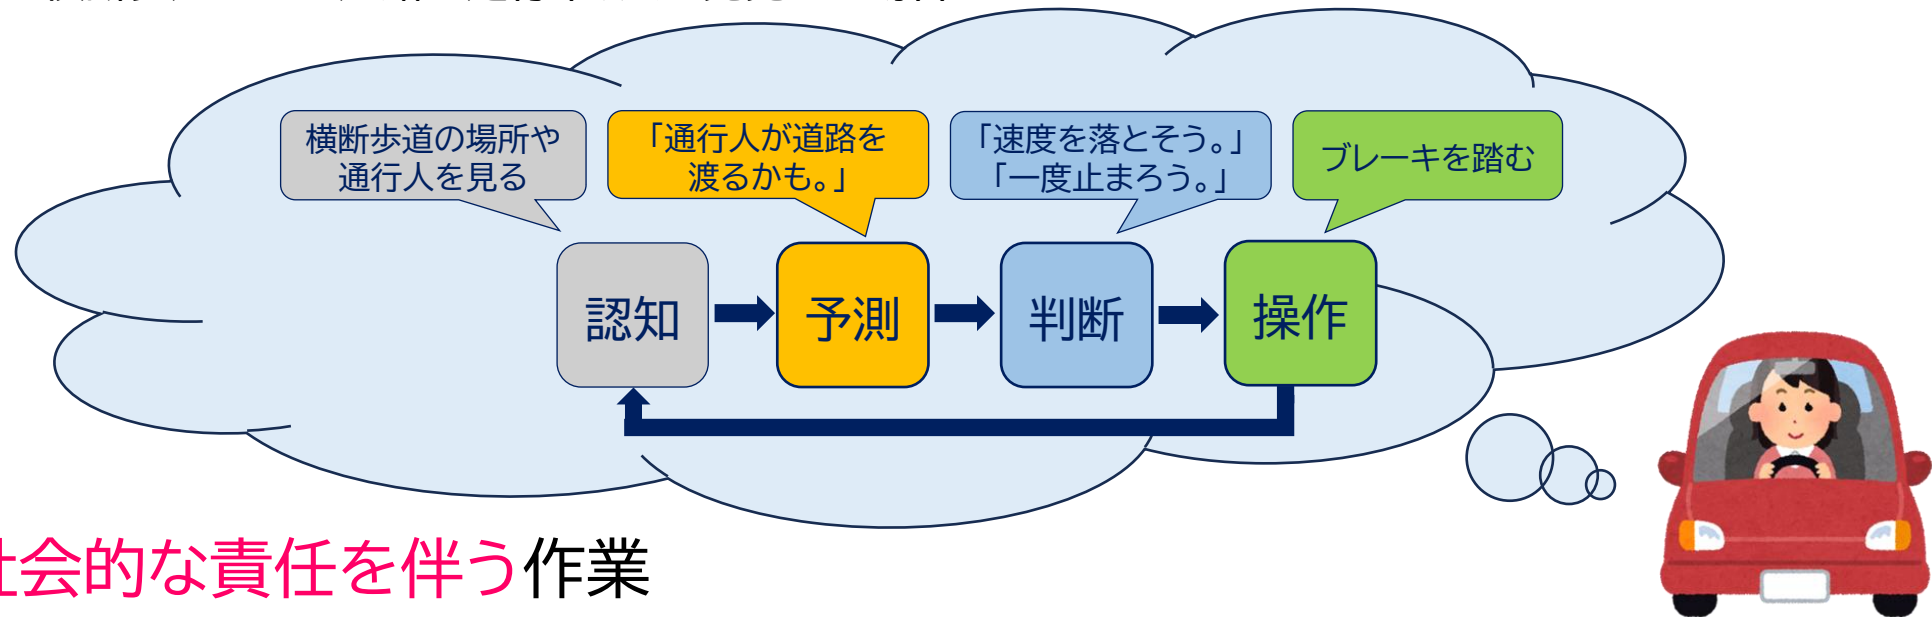 横断歩道の場所や
通行人を見る
「通行人が道路を
渡るかも。」
「速度を落とそう。」
「一度止まろう。」
ブレーキを踏む
認知
予測
判断
操作
会的な責任を伴う作業